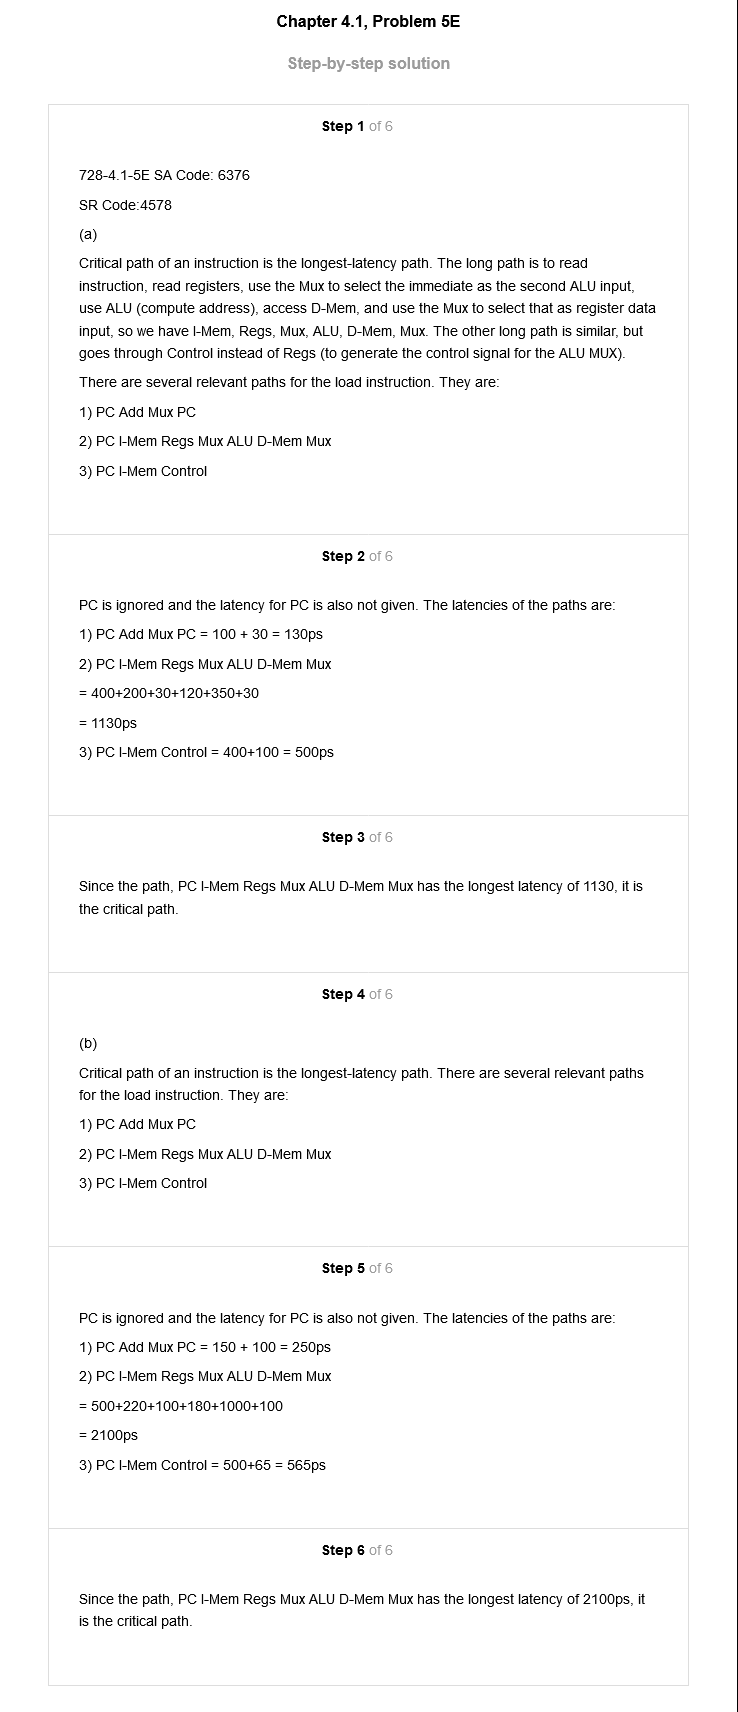 Chapter 4.1, Problem 5E
Step-by-step solution
Step 1 of 6
728-4.1-5E SA Code: 6376
SR Code:4578
(a)
Critical path of an instruction is the longest-latency path. The long path is to read
instruction, read registers, use the Mux to select the immediate as the second ALU input,
use ALU (compute address), access D-Mem, and use the Mux to select that as register data
input, so we have I-Mem, Regs, Mux, ALU, D-Mem, Mux. The other long path is similar, but
goes through Control instead of Regs (to generate the control signal for the ALU MUX).
There are several relevant paths for the load instruction. They are:
1) PC Add Mux PC
2) PC I-Mem Regs Mux ALU D-Mem Mux
3) PC I-Mem Control
Step 2 of 6
PC is ignored and the latency for PC is also not given. The latencies of the paths are:
1) PC Add Mux PC = 100 + 30 = 130ps
2) PC I-Mem Regs Mux ALU D-Mem Mux
= 400+200+30+120+350+30
= 1130ps
3) PC I-Mem Control = 400+100 = 500ps
Step 3 of 6
Since the path, PC I-Mem Regs Mux ALU D-Mem Mux has the longest latency of 1130, it is
the critical path.
Step 4 of 6
(b)
Critical path of an instruction is the longest-latency path. There are several relevant paths
for the load instruction. They are:
1) PC Add Mux PC
2) PC I-Mem Regs Mux ALU D-Mem Mux
3) PC I-Mem Control
Step 5 of 6
PC is ignored and the latency for PC is also not given. The latencies of the paths are:
1) PC Add Mux PC = 150 + 100 = 250ps
2) PC I-Mem Regs Mux ALU D-Mem Mux
= 500+220+100+180+1000+100
= 2100ps
3) PC I-Mem Control = 500+65 = 565ps
Step 6 of 6
Since the path, PC I-Mem Regs Mux ALU D-Mem Mux has the longest latency of 2100ps, it
is the critical path.